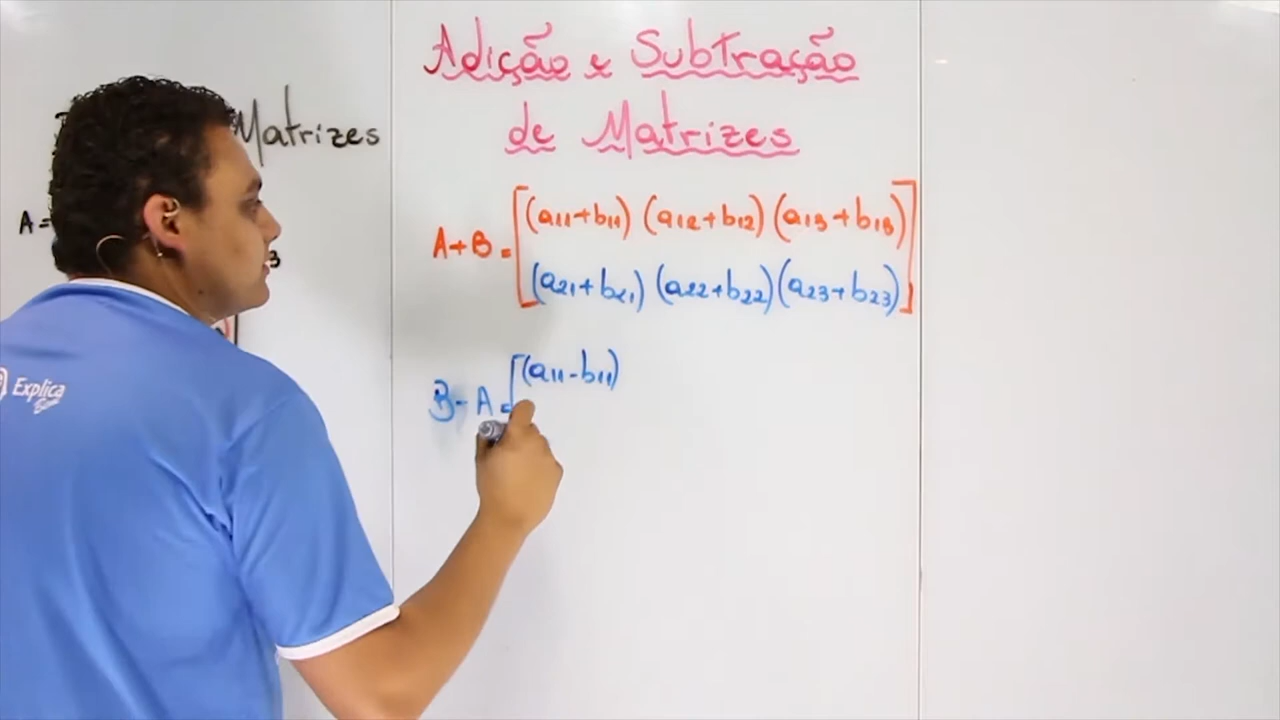 Adição e Subtração
de Matrizes
Matrizes
A=
3
A+B=[(a11+b11) (a12+b12) (a13+b13)
(a21+b21) (a22+b22) (a23+b23)]
B-A=[(a11-b11)
Explica